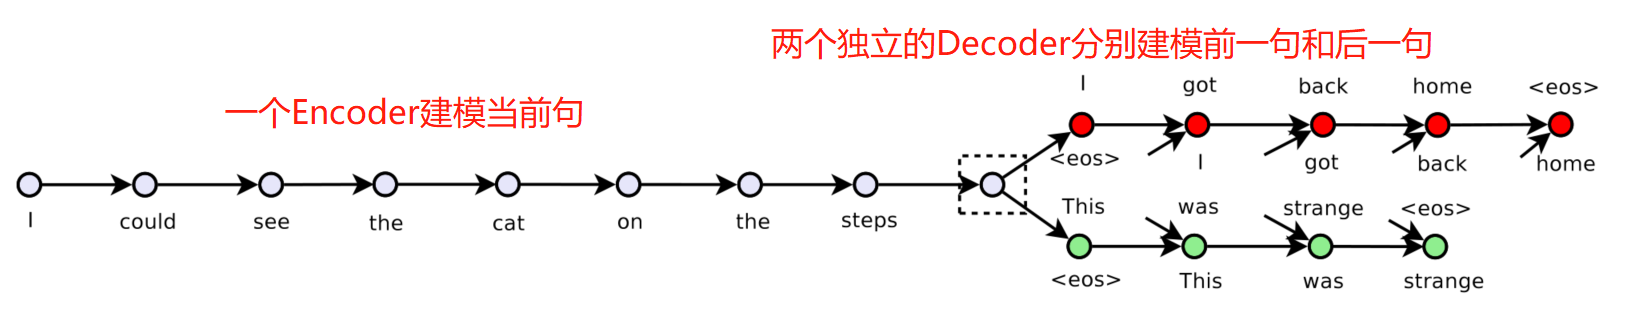 两个独立的Decoder分别建模前一句和后一句
I got back home <eos>
一个Encoder建模当前句
<eos> I got back home
I could see the cat on the steps
This was strange <eos>
<eos> This was strange